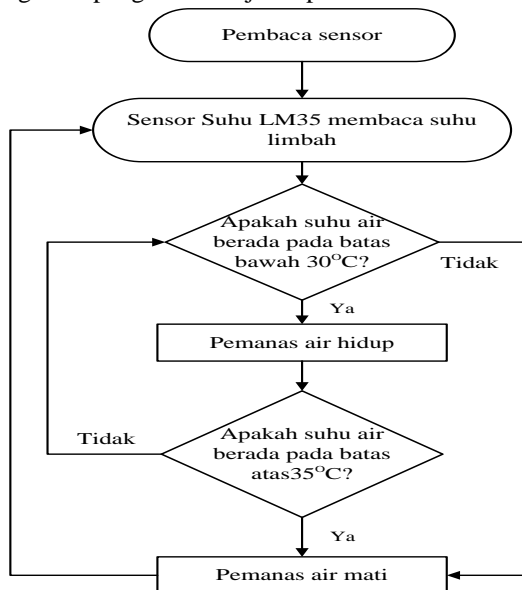 Pembaca sensor
Sensor Suhu LM35 membaca suhu
limbah
Apakah suhu air
berada pada batas
bawah 30°C?
Tidak
Ya
Pemanas air hidup
Tidak
Apakah suhu air
berada pada batas
atas35°C?
Ya
Pemanas air mati